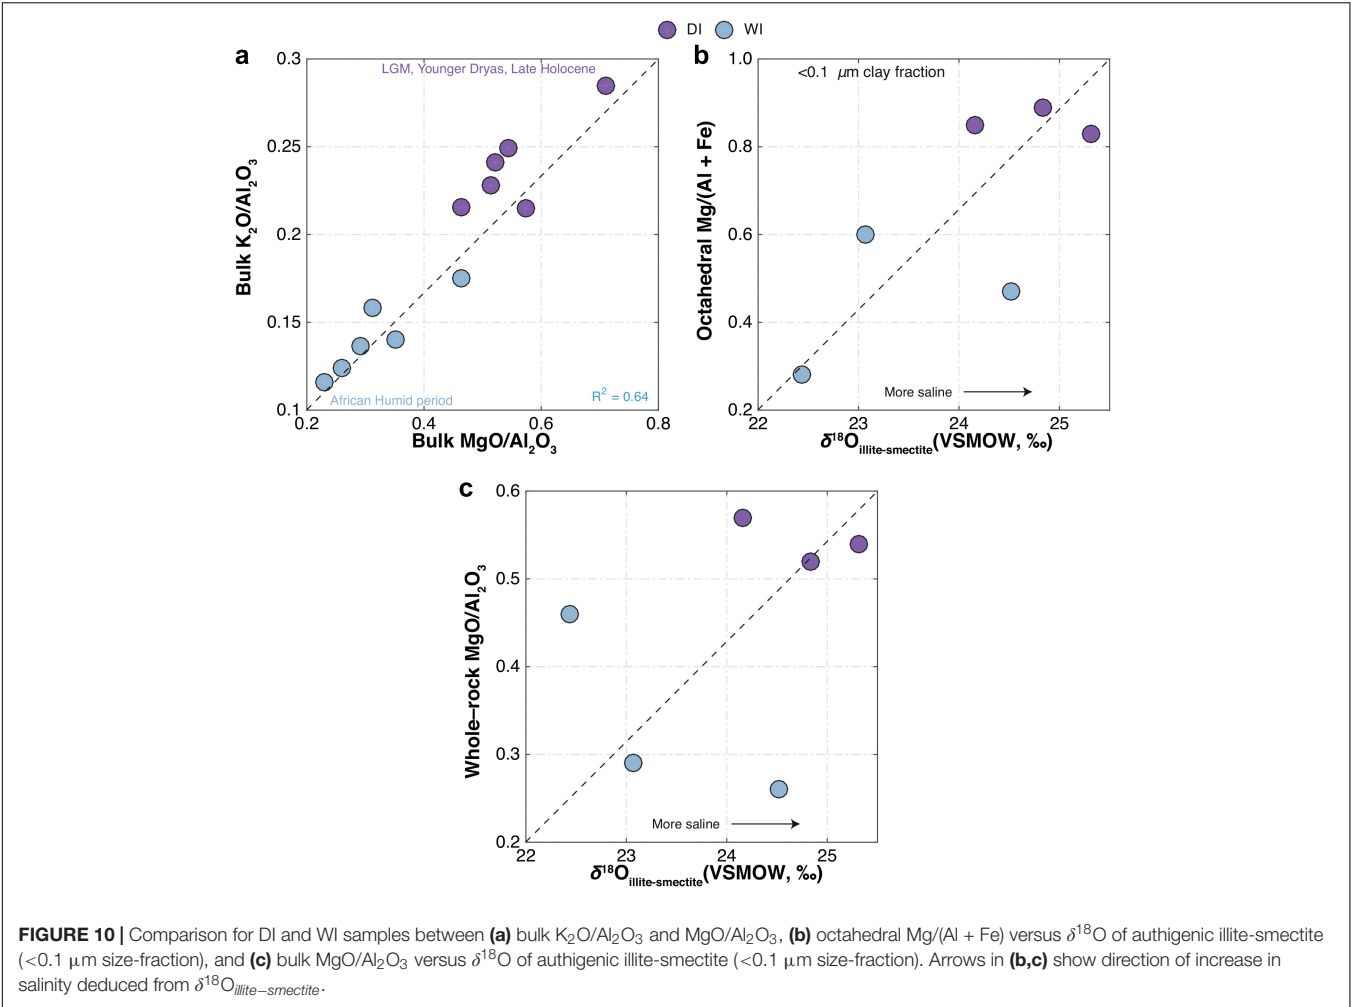 DI WI
a
0.3
0.25
0.2
0.15
0.1
Bulk K2O/Al2O3
LGM, Younger Dryas, Late Holocene
African Humid period
R2 = 0.64
0.2 0.4 0.6 0.8
Bulk MgO/Al2O3
b
1.0
0.8
0.6
0.4
0.2
Octahedral Mg/(Al + Fe)
<0.1 μm clay fraction
More saline
22 23 24 25
δ18Oillite-smectite(VSMOW, ‰)
c
0.6
0.5
0.4
0.3
0.2
Whole–rock MgO/Al2O3
More saline
22 23 24 25
δ18Oillite-smectite(VSMOW, ‰)
FIGURE 10 | Comparison for DI and WI samples between (a) bulk K2O/Al2O3 and MgO/Al2O3, (b) octahedral Mg/(Al + Fe) versus δ18O of authigenic illite-smectite
(<0.1 μm size-fraction), and (c) bulk MgO/Al2O3 versus δ18O of authigenic illite-smectite (<0.1 μm size-fraction). Arrows in (b,c) show direction of increase in
salinity deduced from δ18Oillite−smectite.